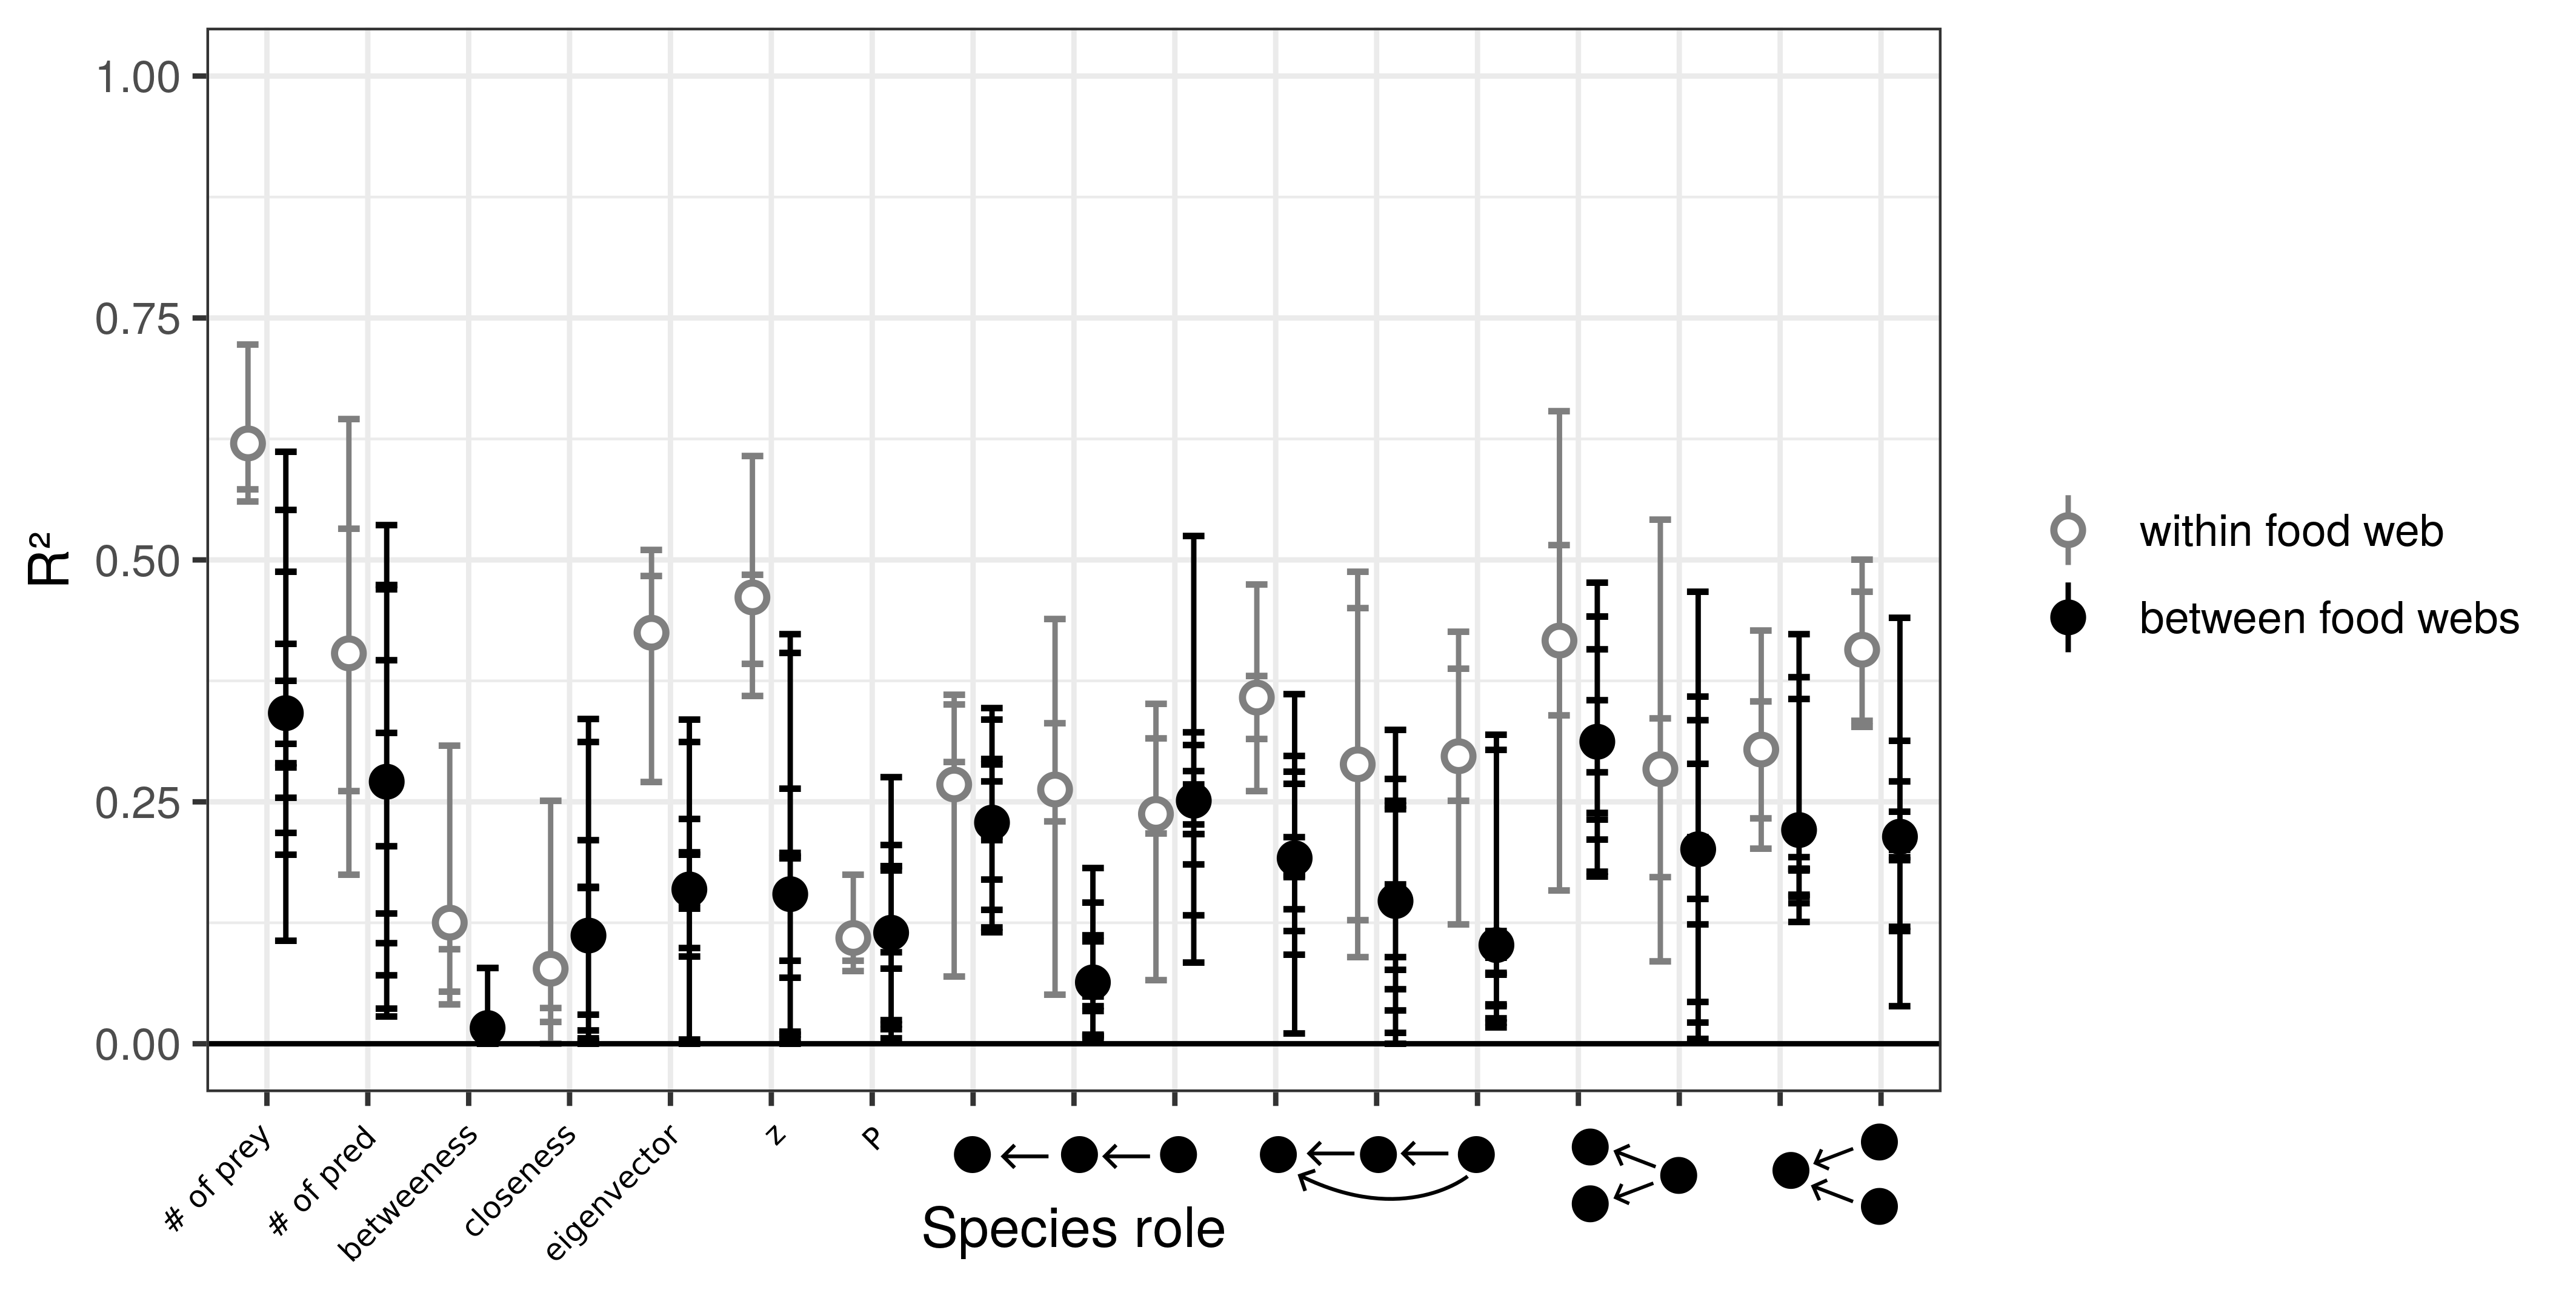 1.00
0.75
0.50
0.25
0.00
R²
# of prey
# of pred
betweeness
closeness
eigenvector
z
P
Species role
within food web
between food webs